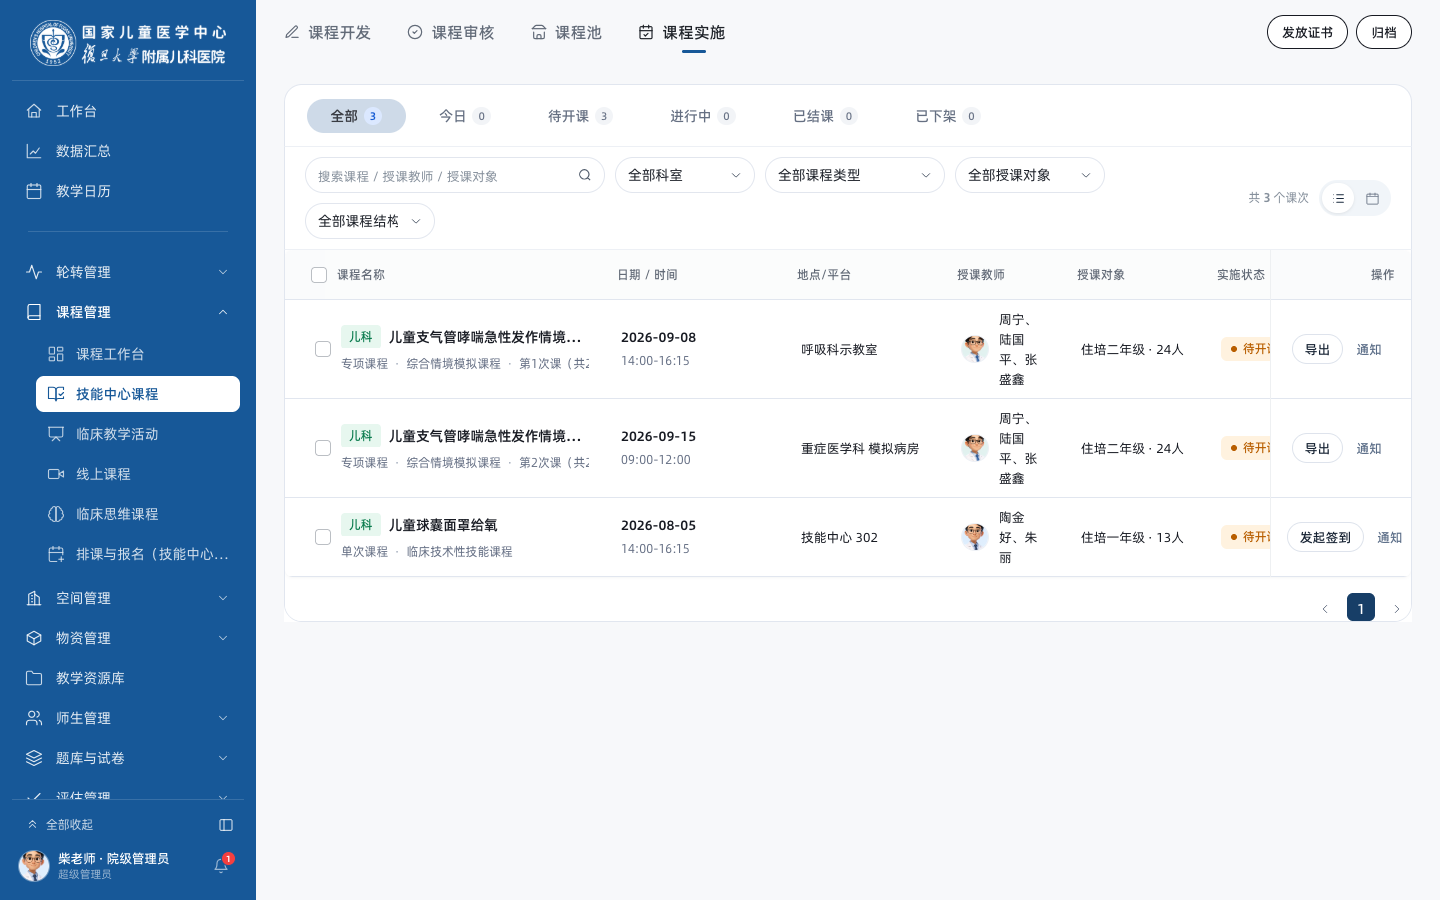 国家儿童医学中心
復旦大学附属儿科医院
工作台
数据汇总
教学日历
轮转管理
课程管理
课程工作台
技能中心课程
临床教学活动
线上课程
临床思维课程
排课与报名（技能中心...
空间管理
物资管理
教学资源库
师生管理
题库与试卷
评估管理
全部收起
柴老师 · 院级管理员
1
超级管理员
课程开发
课程审核
课程池
课程实施
发放证书
归档
全部 3
今日 0
待开课 3
进行中 0
已结课 0
已下架 0
搜索课程 / 授课教师 / 授课对象
全部科室
全部课程类型
全部授课对象
全部课程结构
共 3 个课次
课程名称 日期 / 时间 地点/平台 授课教师 授课对象 实施状态 操作
儿科 儿童支气管哮喘急性发作情境...
专项课程 · 综合情境模拟课程 · 第1次课（共2
2026-09-08
14:00-16:15
呼吸科示教室
周宁、
陆国
平、张
盛鑫
住培二年级 · 24人
待开
导出
通知
儿科 儿童支气管哮喘急性发作情境...
专项课程 · 综合情境模拟课程 · 第2次课（共2
2026-09-15
09:00-12:00
重症医学科 模拟病房
周宁、
陆国
平、张
盛鑫
住培二年级 · 24人
待开
导出
通知
儿科 儿童球囊面罩给氧
单次课程 · 临床技术性技能课程
2026-08-05
14:00-16:15
技能中心 302
陶金
好、朱
丽
住培一年级 · 13人
待开
发起签到
通知
1